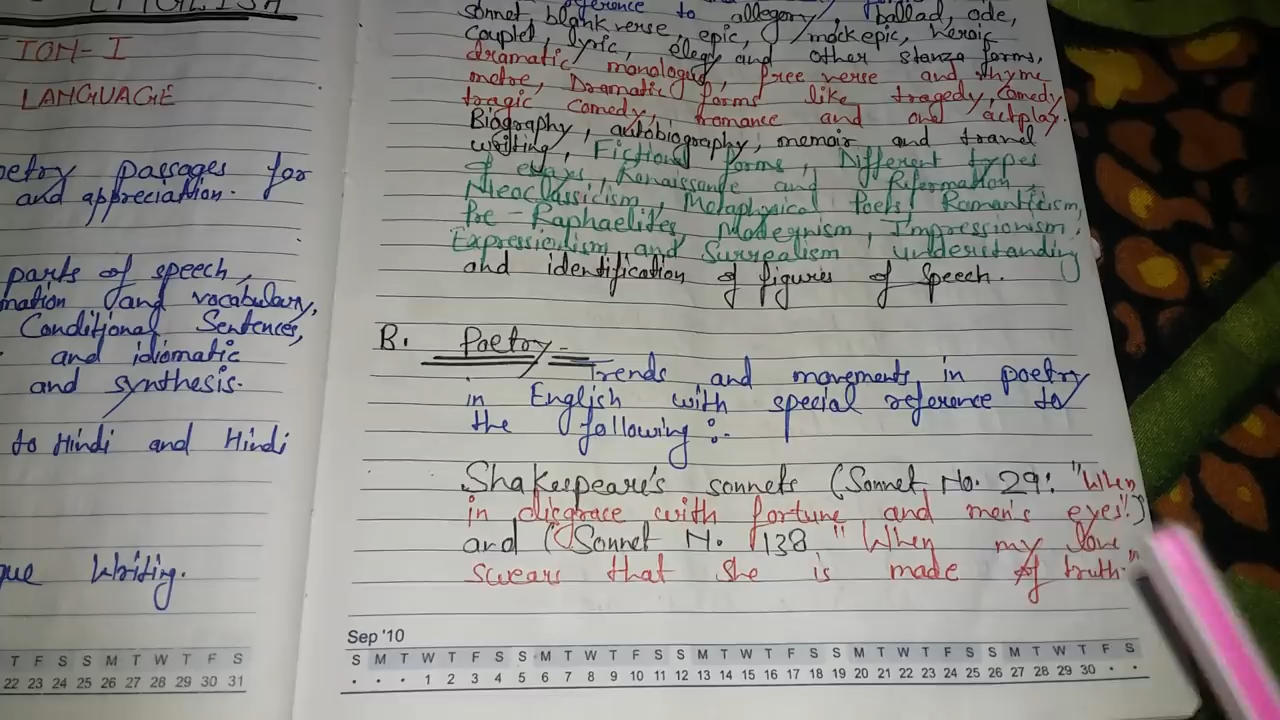 ENGLISH
ION-I
LANGUAGE
etry passages for
and appreciation.
parts of speech,
mation and vocabulary,
Conditional Sentences,
and idiomatic
and synthesis.
to Hindi and Hindi
que Writing.
T F S S M T W T F S
22 23 24 25 26 27 28 29 30 31
reference to allegory, ballad, ode,
sonnet, blank verse, epic, mock epic, heroic
couplet, lyric, elegy and other stanza forms,
dramatic monologue, free verse and rhyme
metre, Dramatic forms like tragedy, Comedy
tragic comedy, romance and one act play.
Biography, autobiography, memoir and travel
writing, Fiction forms, Different types
of essays, Renaissance and Reformation,
Neoclassicism, Metaphysical Poets, Romanticism,
Pre-Raphaelites, Modernism, Impressionism,
Expressionism and Surrealism understanding
and identification of figures of Speech.
B. Poetry-
Trends and movements in poetry
in English with special reference to
the following:-
Shakespeare's sonnets (Sonnet No. 29: "When
in disgrace with fortune and men's eyes".)
and (Sonnet N. 138 "When my love
swears that she is made of truth."
Sep '10
S M T W T F S S M T W T F S S M T W T F S S M T W T F S S M T W T F S
• • • 1 2 3 4 5 6 7 8 9 10 11 12 13 14 15 16 17 18 19 20 21 22 23 24 25 26 27 28 29 30 • •